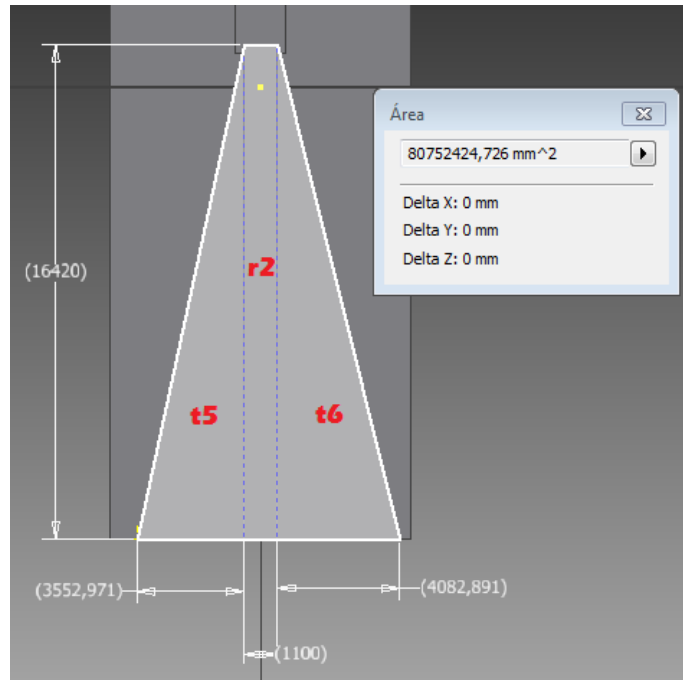 Área
80752424,726 mm^2
Delta X: 0 mm
Delta Y: 0 mm
Delta Z: 0 mm
(16420)
r2
t5
t6
(3552,971)
(4082,891)
(1100)